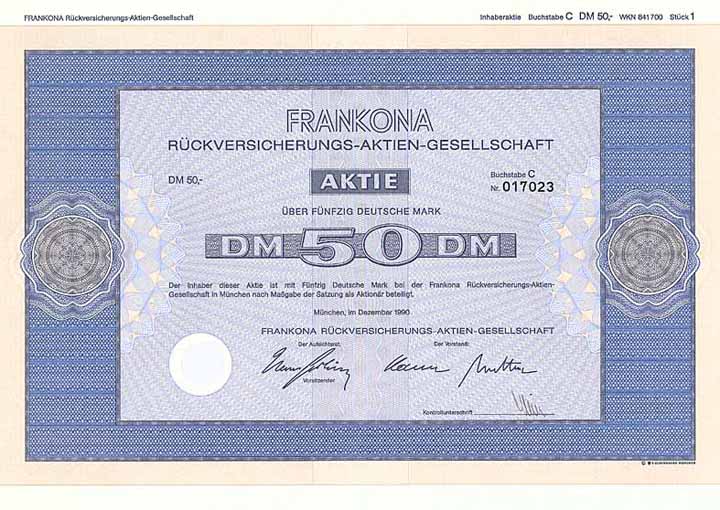 FRANKONA Rückversicherungs-Aktien-Gesellschaft
Inhaberaktie Buchstabe C DM 50,- WKN 841700 Stück 1
FRANKONA
RÜCKVERSICHERUNGS-AKTIEN-GESELLSCHAFT
DM 50,-
AKTIE
Buchstabe C
Nr. 017023
ÜBER FÜNFZIG DEUTSCHE MARK
DM 50 DM
Der Inhaber dieser Aktie ist mit Fünfzig Deutsche Mark bei der Frankona Rückversicherungs-Aktien-
Gesellschaft in München nach Maßgabe der Satzung als Aktionär beteiligt.
München, im Dezember 1990
FRANKONA RÜCKVERSICHERUNGS-AKTIEN-GESELLSCHAFT
Der Aufsichtsrat: Der Vorstand:
Vorsitzender
Kontrollunterschrift